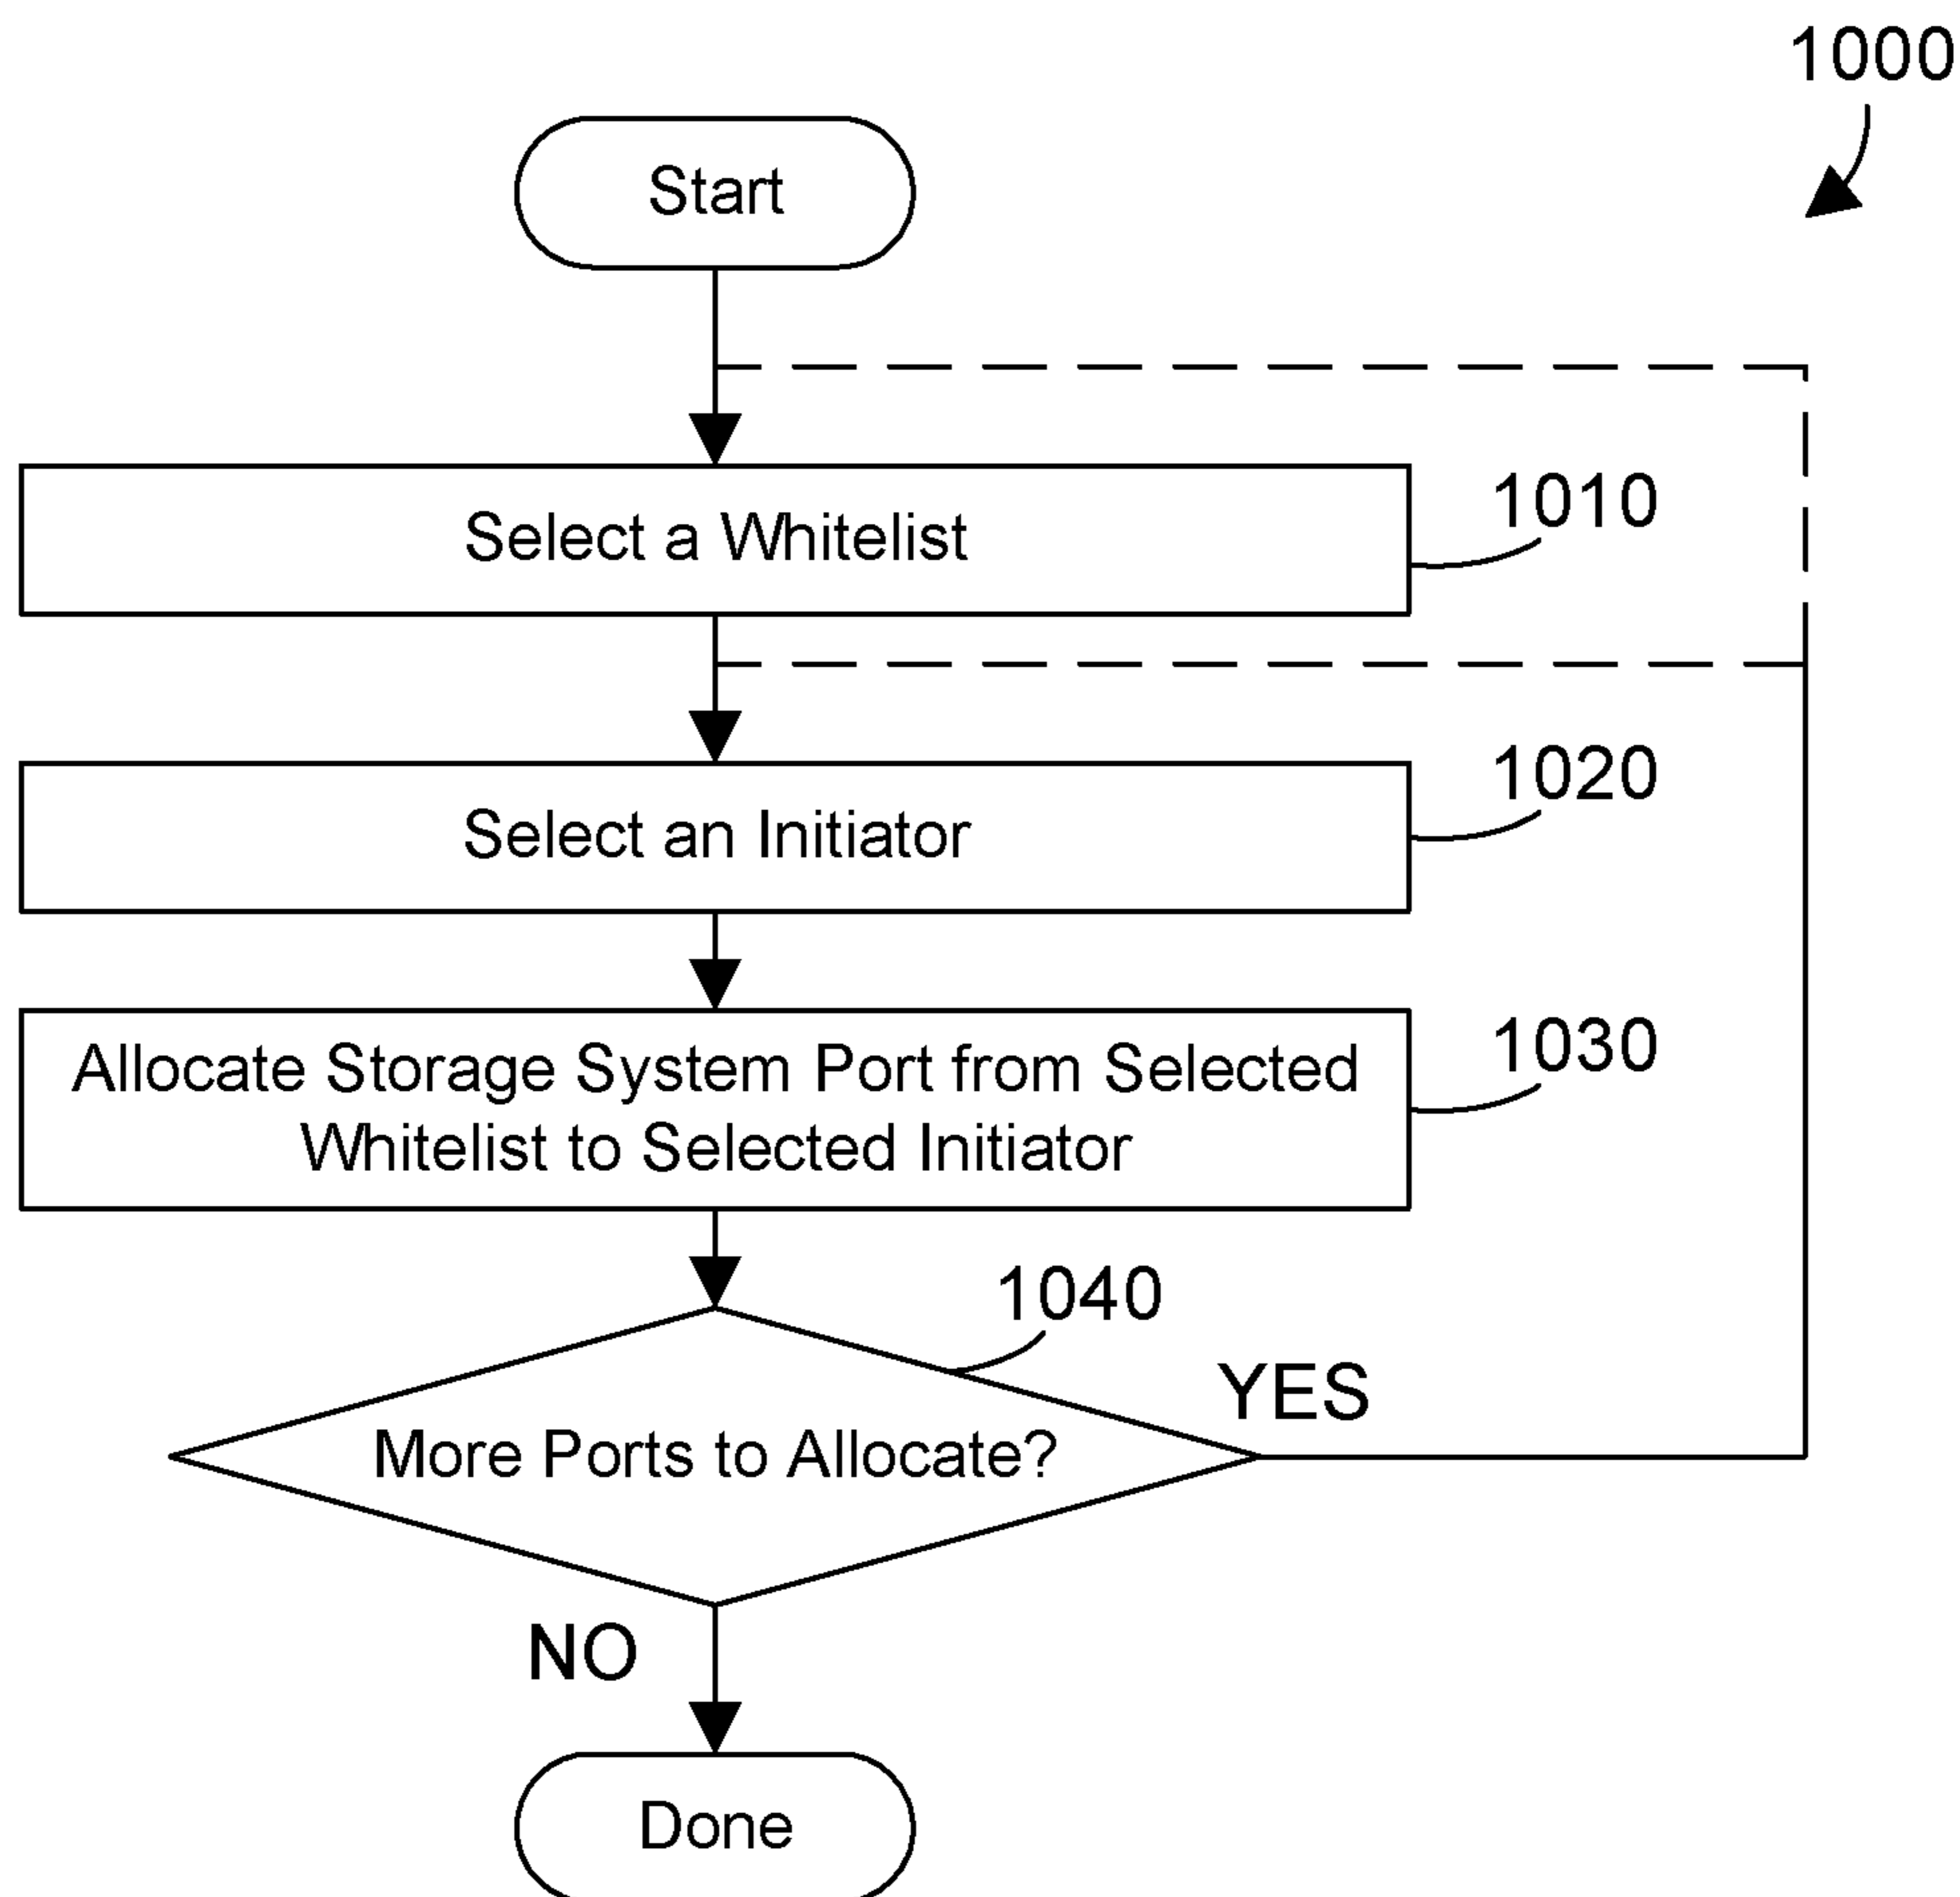 1000
Start
Select a Whitelist
1010
Select an Initiator
1020
Allocate Storage System Port from Selected
Whitelist to Selected Initiator
1030
1040
More Ports to Allocate?
YES
NO
Done